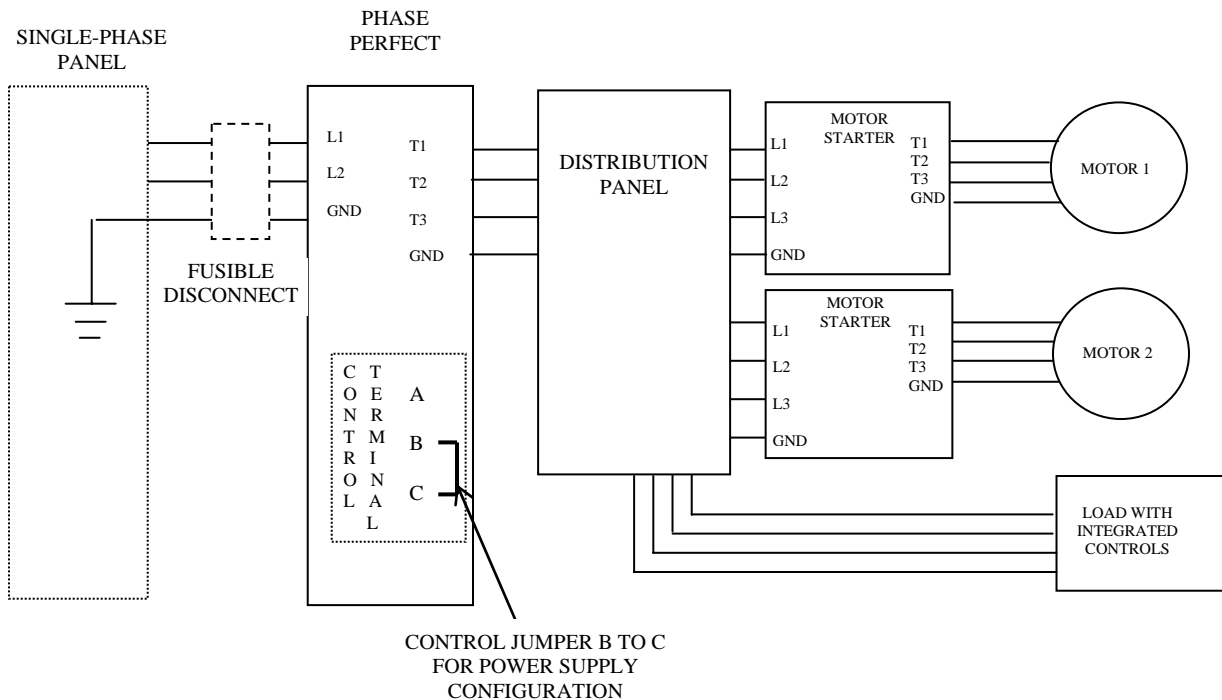 SINGLE-PHASE
PANEL
PHASE
PERFECT
FUSIBLE
DISCONNECT
L1
L2
GND
T1
T2
T3
GND
CONTROL
TERMINAL
A
B
C
CONTROL JUMPER B TO C
FOR POWER SUPPLY
CONFIGURATION
DISTRIBUTION
PANEL
MOTOR
STARTER
L1
L2
L3
GND
T1
T2
T3
GND
MOTOR 1
MOTOR
STARTER
L1
L2
L3
GND
T1
T2
T3
GND
MOTOR 2
LOAD WITH
INTEGRATED
CONTROLS